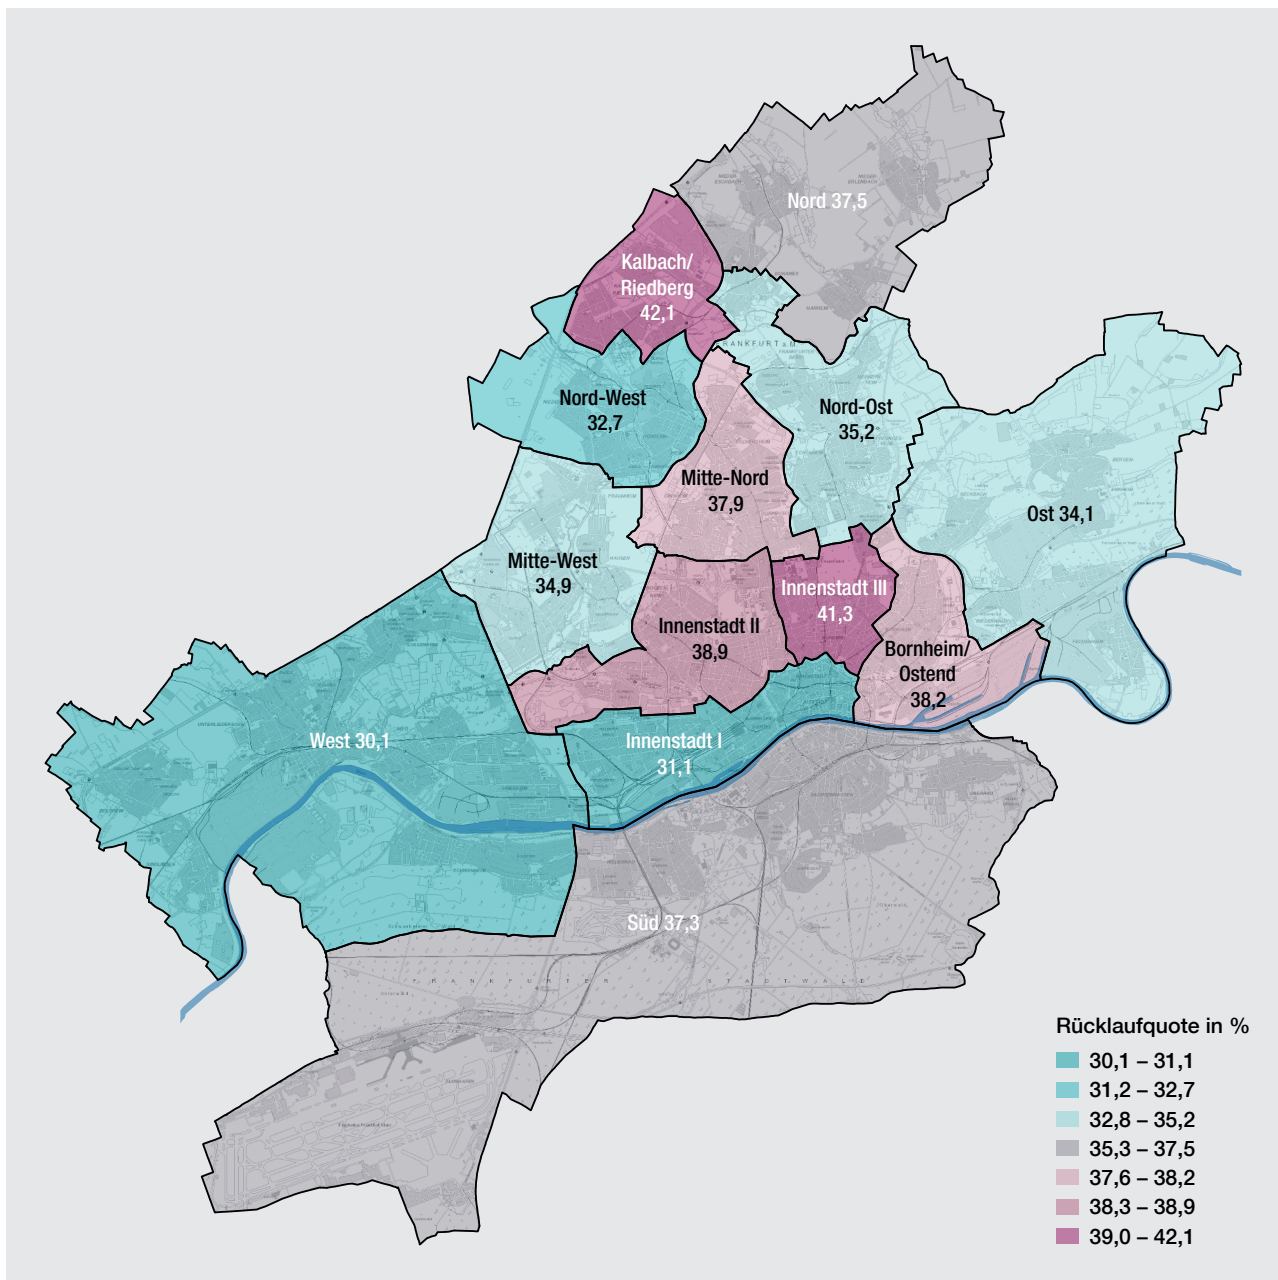 Nord 37,5
Kalbach/
Riedberg
42,1
FRANKFURT a.M.
Nord-West
32,7
Nord-Ost
35,2
Mitte-Nord
37,9
Ost 34,1
Mitte-West
34,9
Innenstadt III
41,3
Innenstadt II
38,9
Bornheim/
Ostend
38,2
West 30,1
Innenstadt I
31,1
Süd 37,3
FRANKFURTER STADTWALD
Rücklaufquote in %
30,1 – 31,1
31,2 – 32,7
32,8 – 35,2
35,3 – 37,5
37,6 – 38,2
38,3 – 38,9
39,0 – 42,1